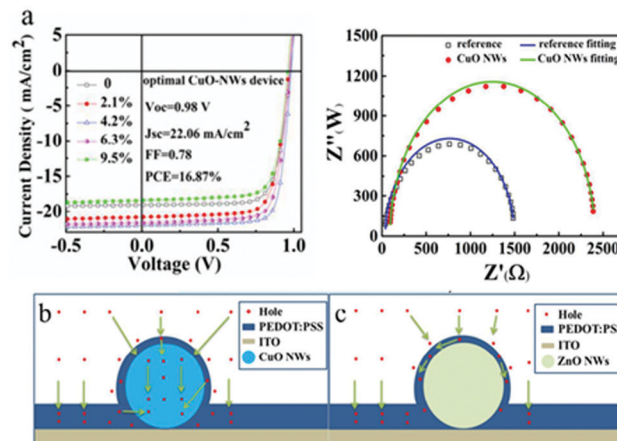 a
5
0
-5
-10
-15
-20
Current Density ( mA/cm²)
0
2.1%
4.2%
6.3%
9.5%
optimal CuO-NWs device
Voc=0.98 V
Jsc=22.06 mA/cm²
FF=0.78
PCE=16.87%
-0.5
0.0
0.5
1.0
Voltage (V)
reference
reference fitting
CuO NWs
CuO NWs fitting
1500
1200
900
600
300
0
Z''(W)
0
500
1000
1500
2000
2500
Z'(Ω)
b
Hole
PEDOT:PSS
ITO
CuO NWs
c
Hole
PEDOT:PSS
ITO
ZnO NWs